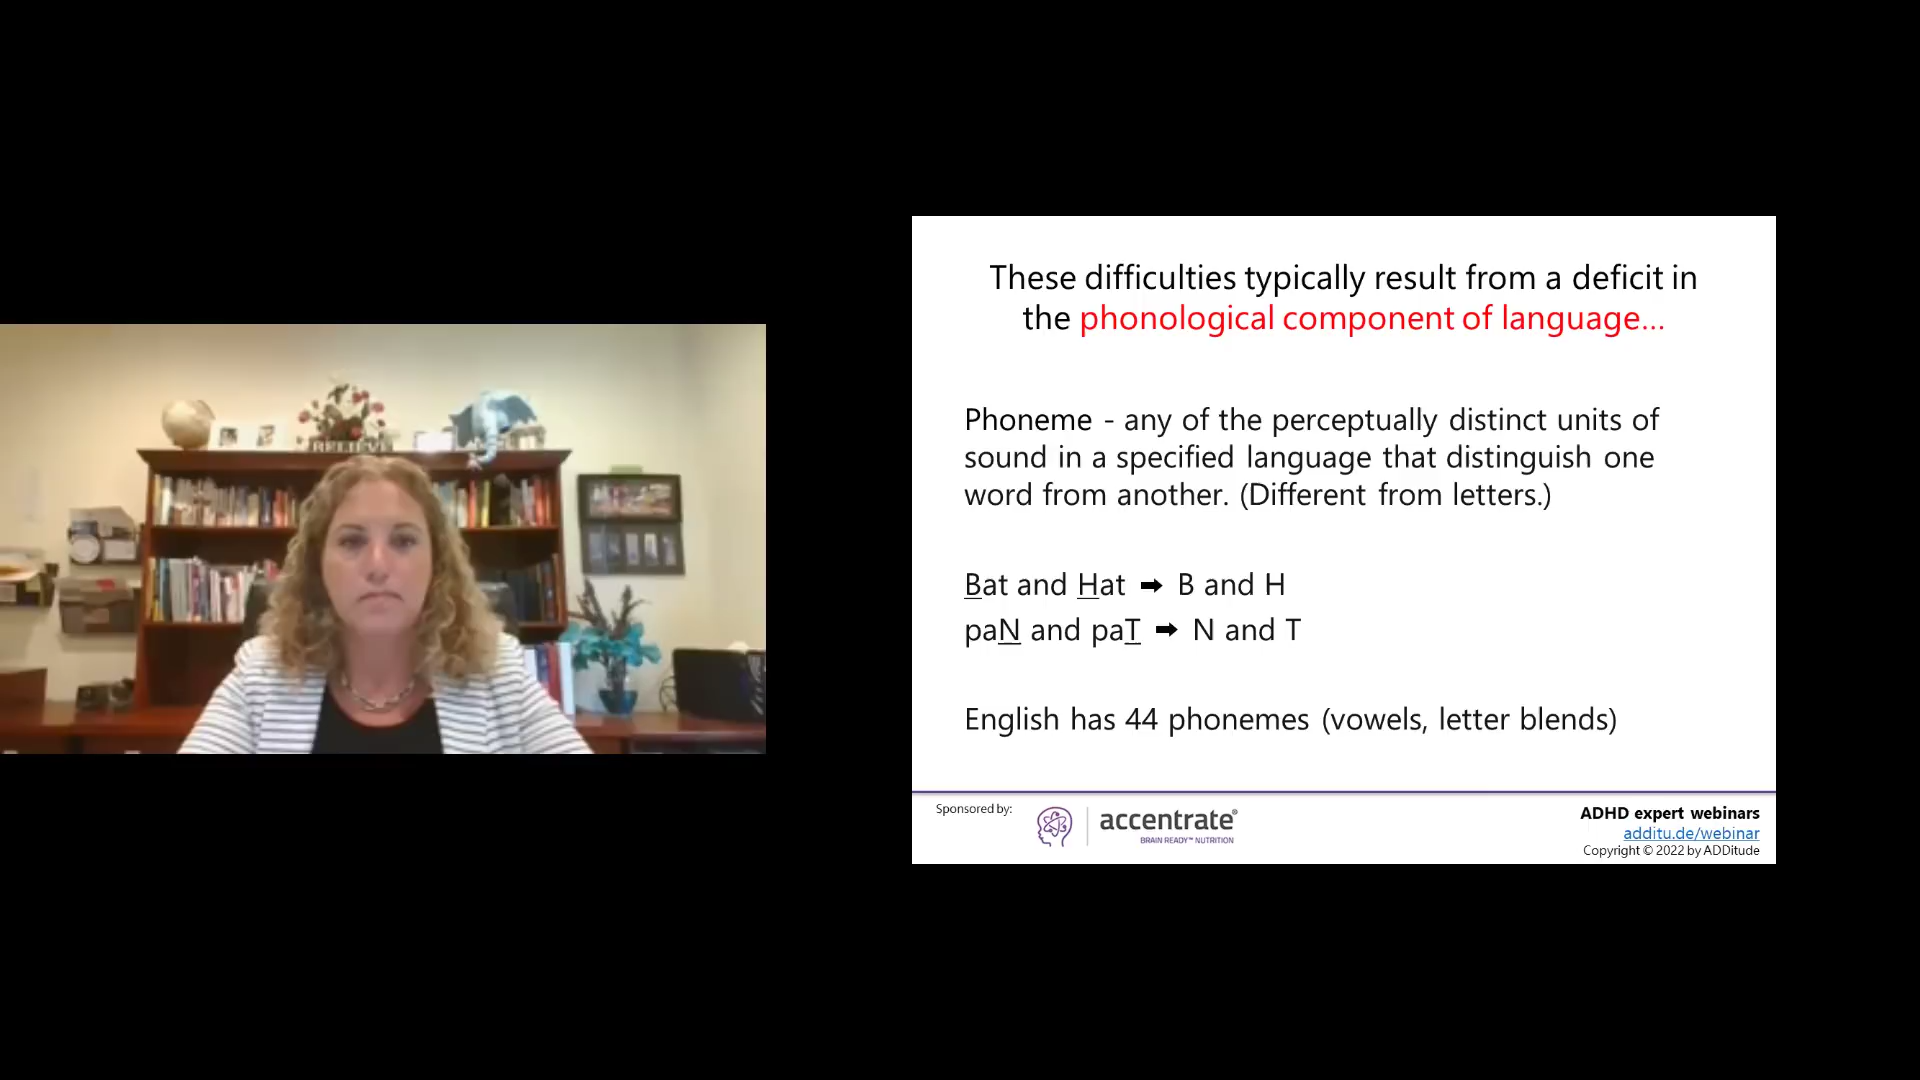 BELIEVE
These difficulties typically result from a deficit in
the phonological component of language...
Phoneme - any of the perceptually distinct units of
sound in a specified language that distinguish one
word from another. (Different from letters.)
Bat and Hat ➡ B and H
paN and paT ➡ N and T
English has 44 phonemes (vowels, letter blends)
Sponsored by:
accentrate®
BRAIN READY™ NUTRITION
ADHD expert webinars
additu.de/webinar
Copyright © 2022 by ADDitude